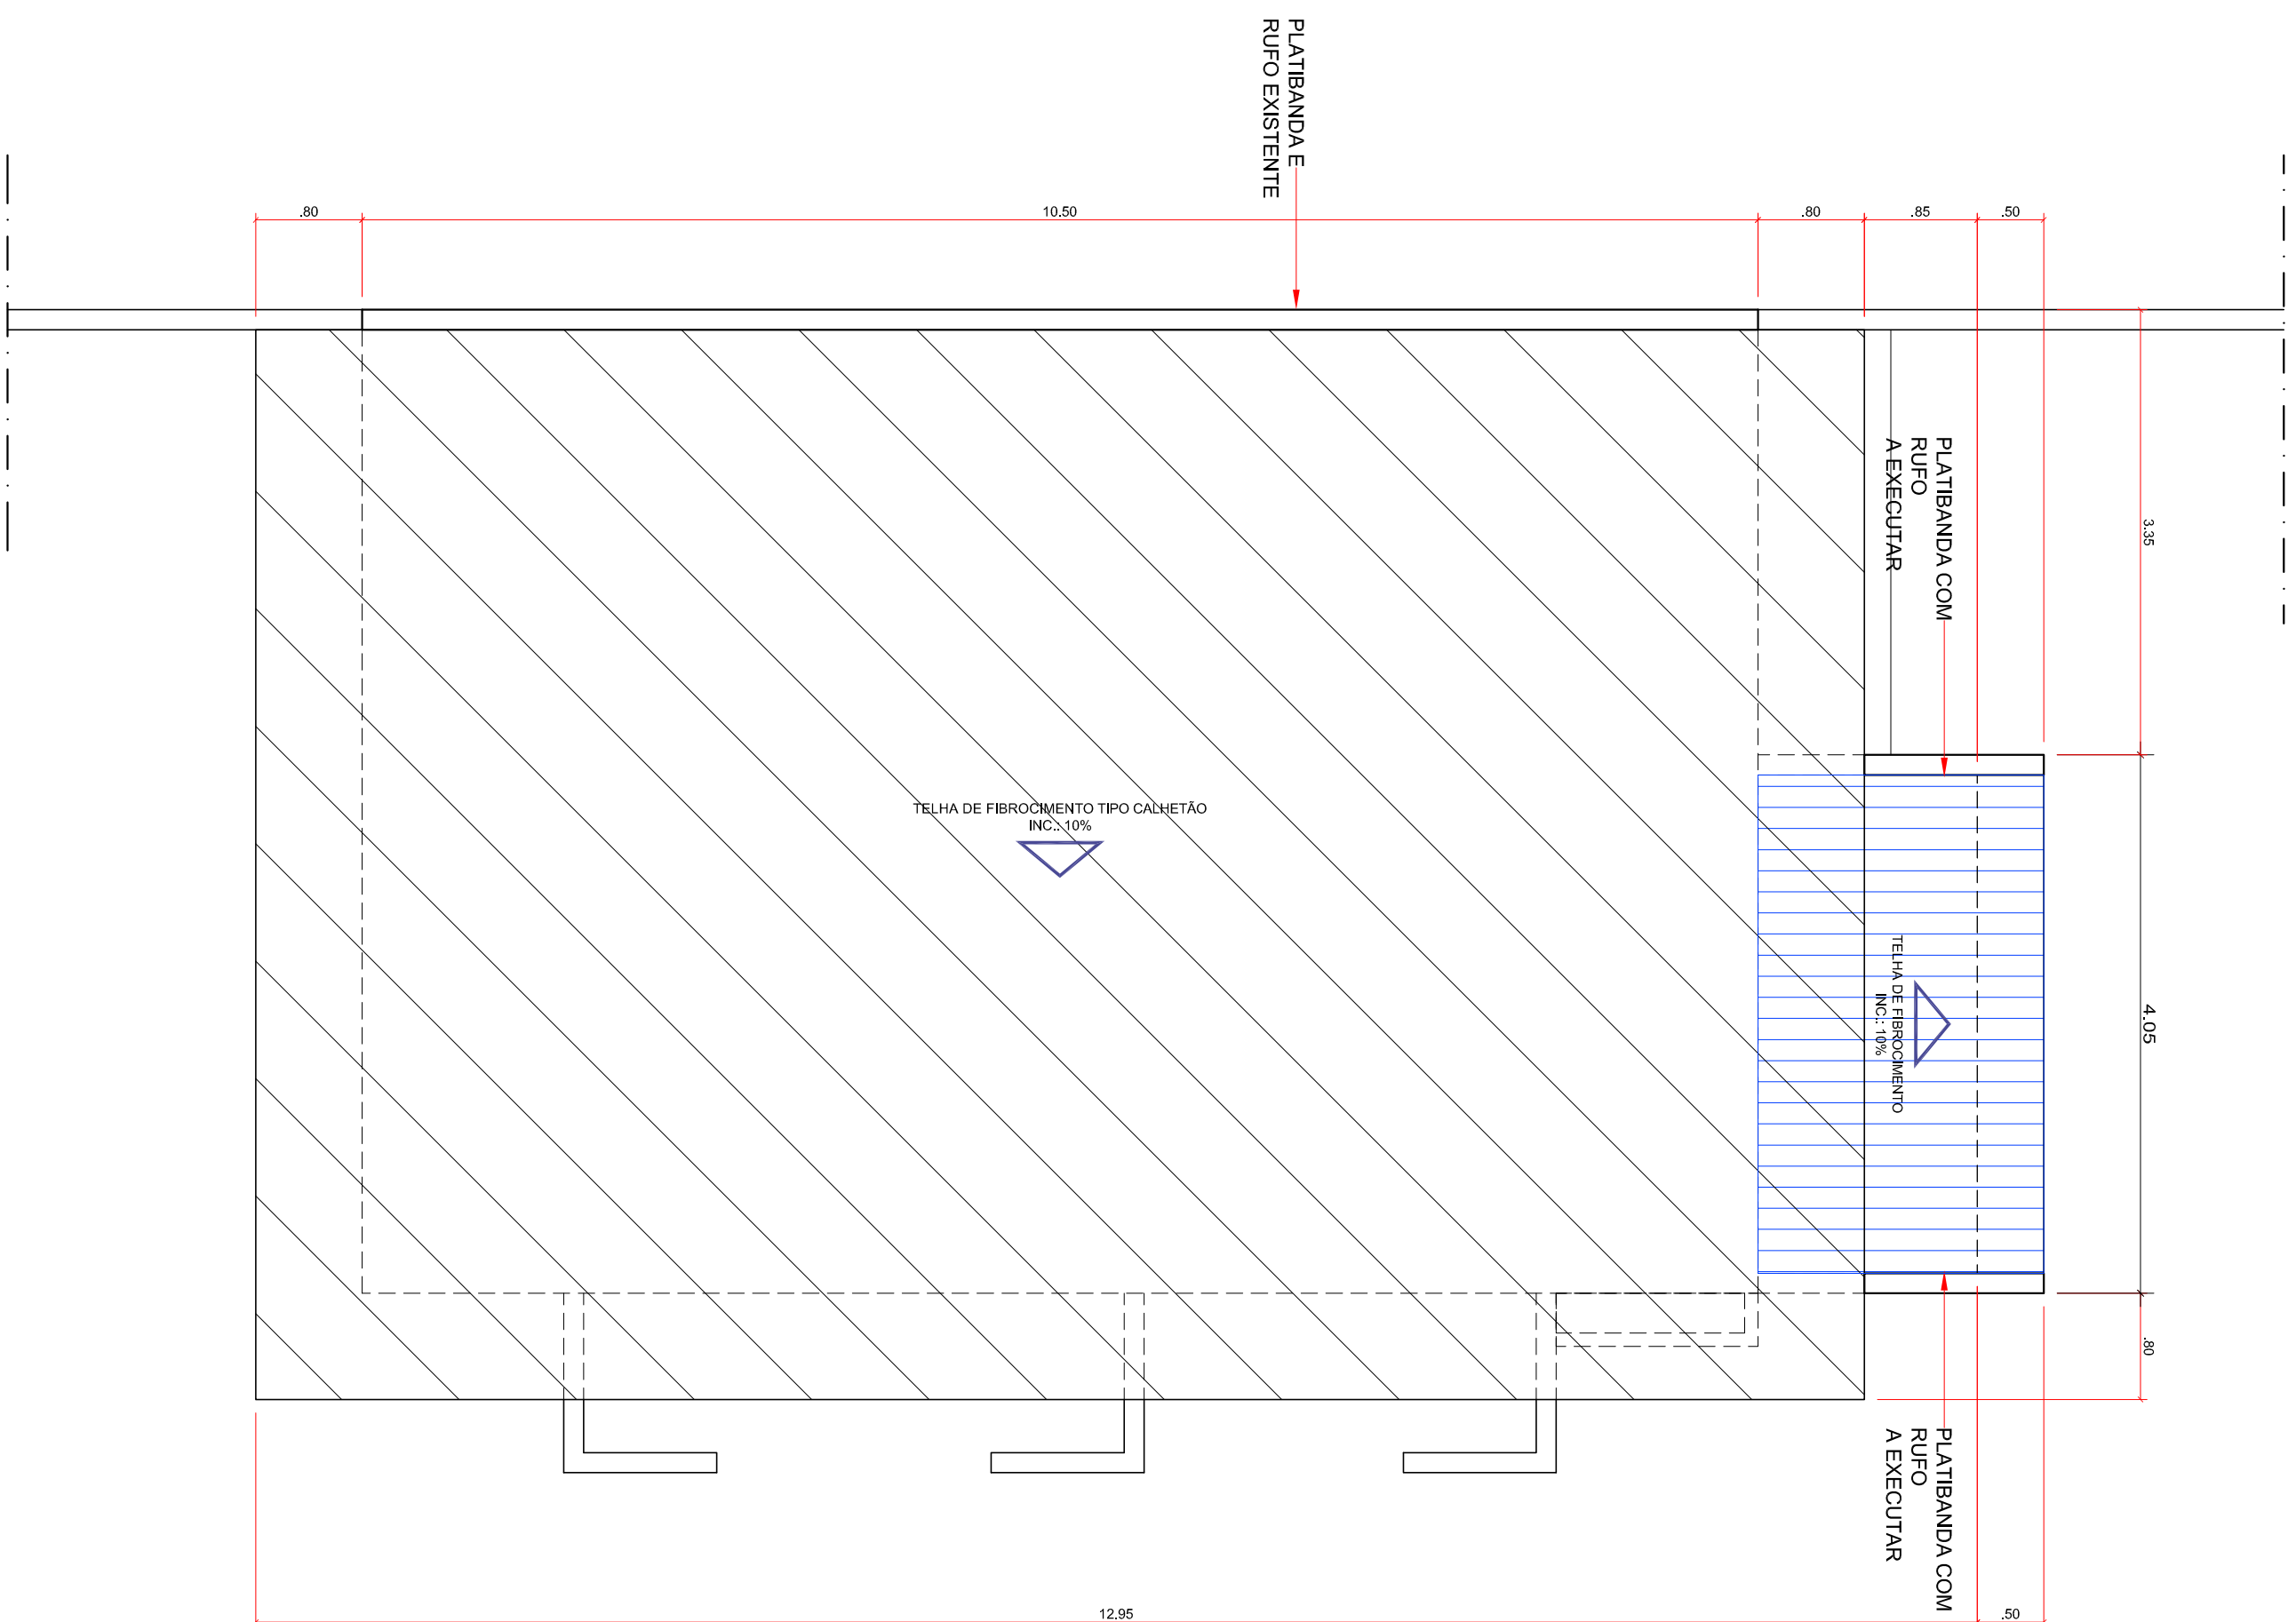 PLATIBANDA E
RUFO EXISTENTE
.80
10.50
.80
.85
.50
PLATIBANDA COM
RUFO
A EXECUTAR
3.35
TELHA DE FIBROCIMENTO TIPO CALHETÃO
INC.: 10%
TELHA DE FIBROCIMENTO
INC.: 10%
4.05
.80
PLATIBANDA COM
RUFO
A EXECUTAR
12.95
.50